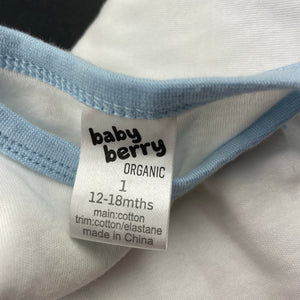 baby
berry
ORGANIC
1
12-18mths
main:cotton
trim:cotton/elastane
made in China